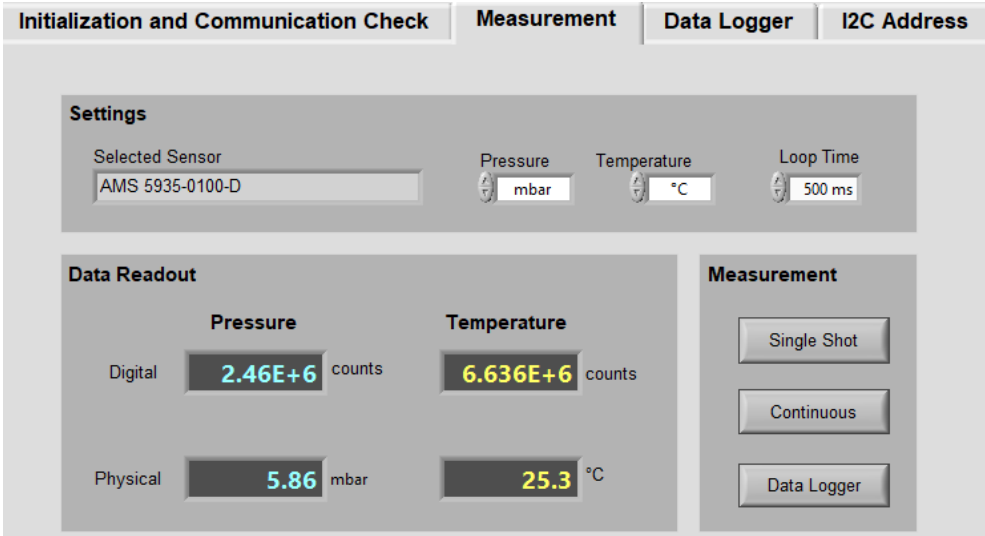 Initialization and Communication Check Measurement Data Logger I2C Address
Settings
Selected Sensor Pressure Temperature Loop Time
AMS 5935-0100-D mbar °C 500 ms
Data Readout
Pressure Temperature
Digital 2.46E+6 counts 6.636E+6 counts
Physical 5.86 mbar 25.3 °C
Measurement
Single Shot
Continuous
Data Logger